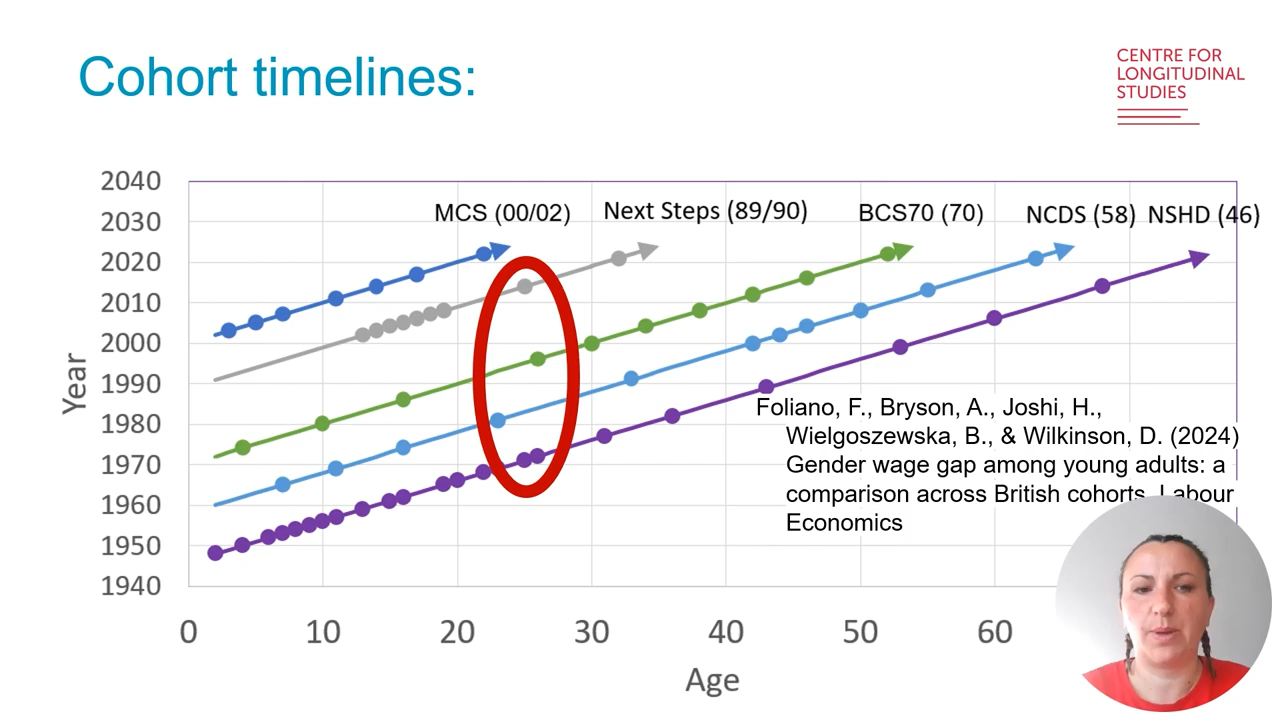 Cohort timelines:
CENTRE FOR
LONGITUDINAL
STUDIES
2040
2030
2020
2010
2000
1990
1980
1970
1960
1950
1940
Year
MCS (00/02)
Next Steps (89/90)
BCS70 (70)
NCDS (58)
NSHD (46)
Foliano, F., Bryson, A., Joshi, H.,
Wielgoszewska, B., & Wilkinson, D. (2024)
Gender wage gap among young adults: a
comparison across British cohorts, Labour
Economics
0 10 20 30 40 50 60
Age